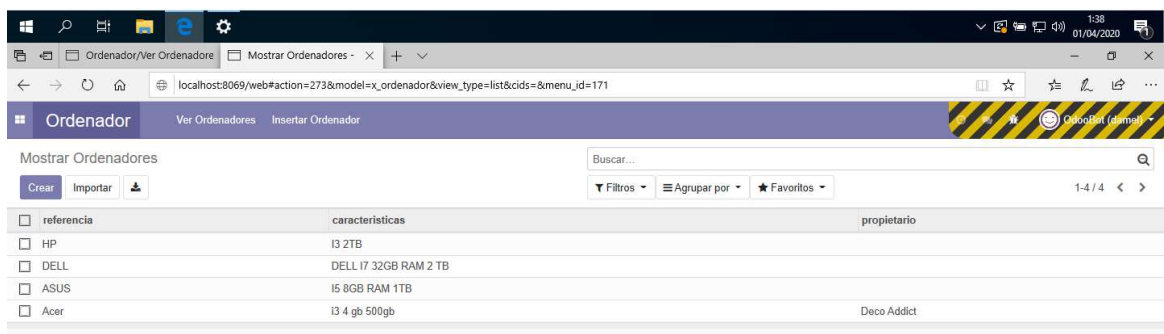 1:38
01/04/2020
Ordenador/Ver Ordenadore
Mostrar Ordenadores -
localhost:8069/web#action=273&model=x_ordenador&view_type=list&cids=&menu_id=171
Ordenador Ver Ordenadores Insertar Ordenador OdooBot (damel)
Mostrar Ordenadores Buscar...
Crear Importar Filtros Agrupar por Favoritos 1-4 / 4
referencia caracteristicas propietario
HP I3 2TB
DELL DELL I7 32GB RAM 2 TB
ASUS I5 8GB RAM 1TB
Acer i3 4 gb 500gb Deco Addict